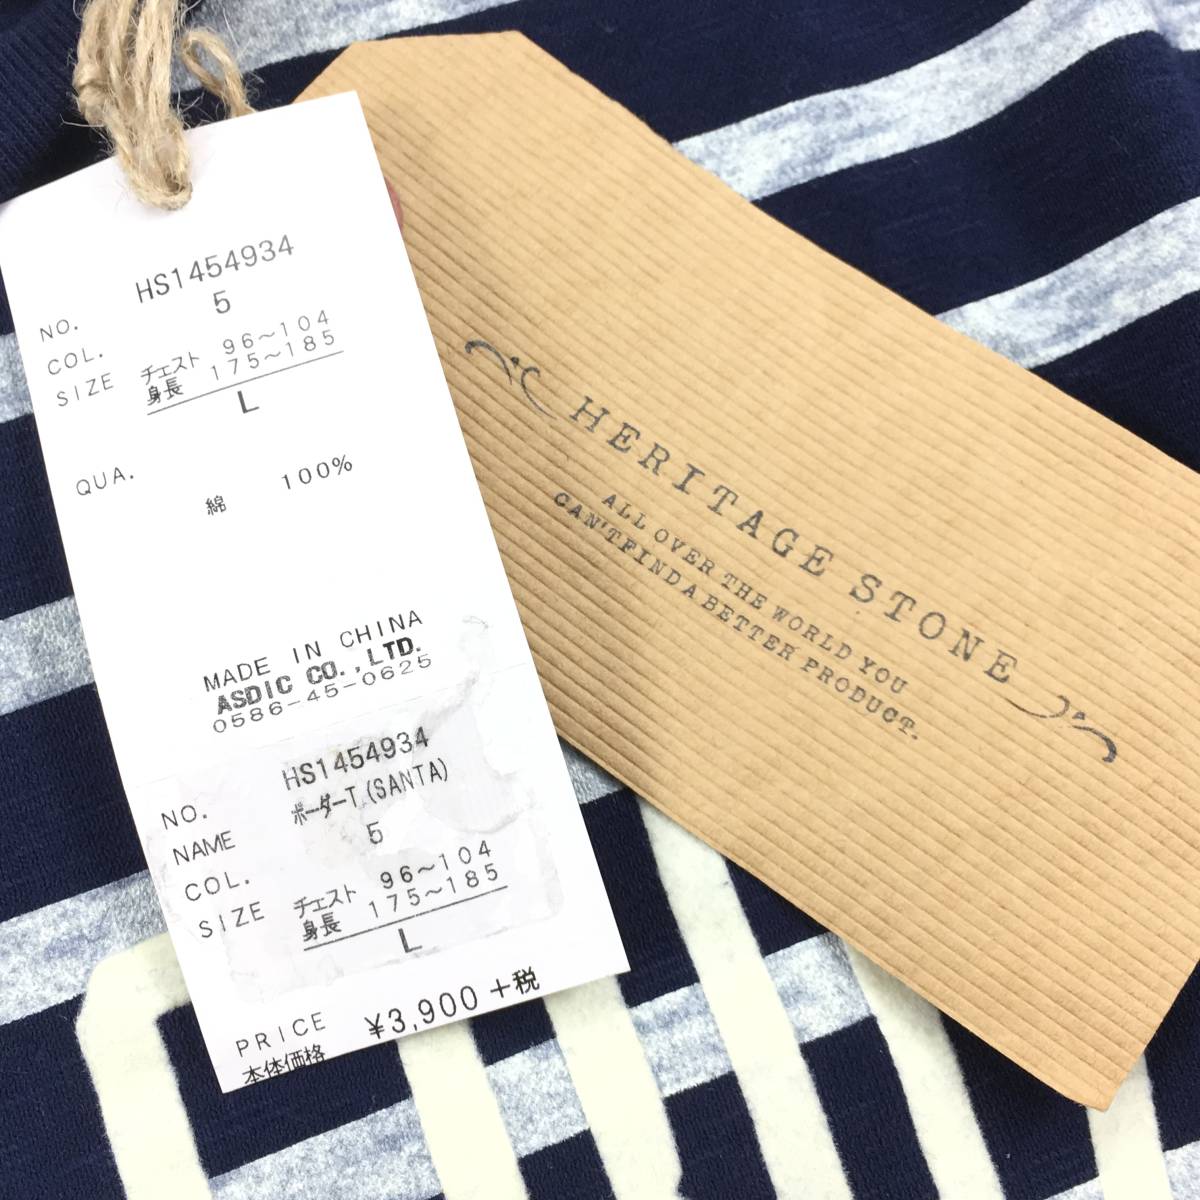 NO. HS1454934
COL. 5
SIZE チェスト 96～104
身長 175～185
L
QUA.
綿 100%
MADE IN CHINA
ASDIC CO.,LTD.
0586-45-0625
NO. HS1454934
NAME ボーダーT(SANTA)
COL. 5
SIZE チェスト 96～104
身長 175～185
L
PRICE ¥3,900+税
本体価格
HERITAGE STONE
ALL OVER THE WORLD YOU
CAN'T FIND A BETTER PRODUCT.